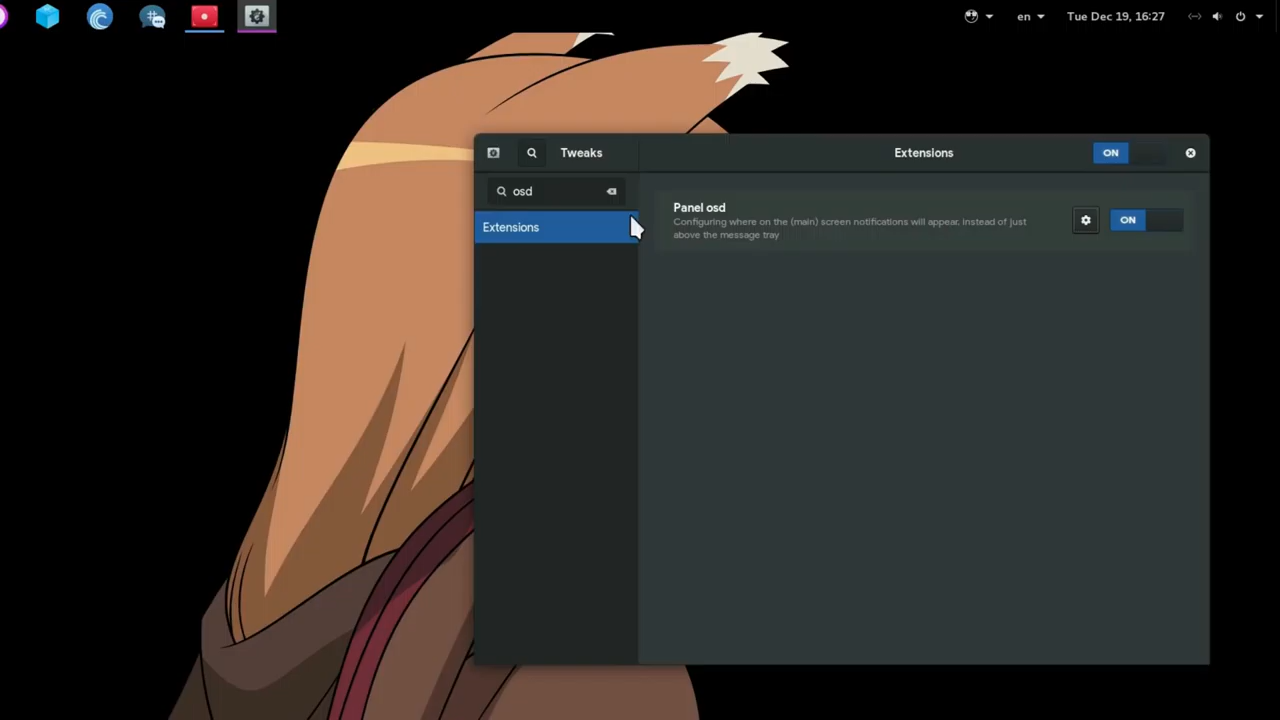 en
Tue Dec 19, 16:27
Tweaks
Extensions
ON
osd
Extensions
Panel osd
Configuring where on the (main) screen notifications will appear, instead of just
above the message tray
ON